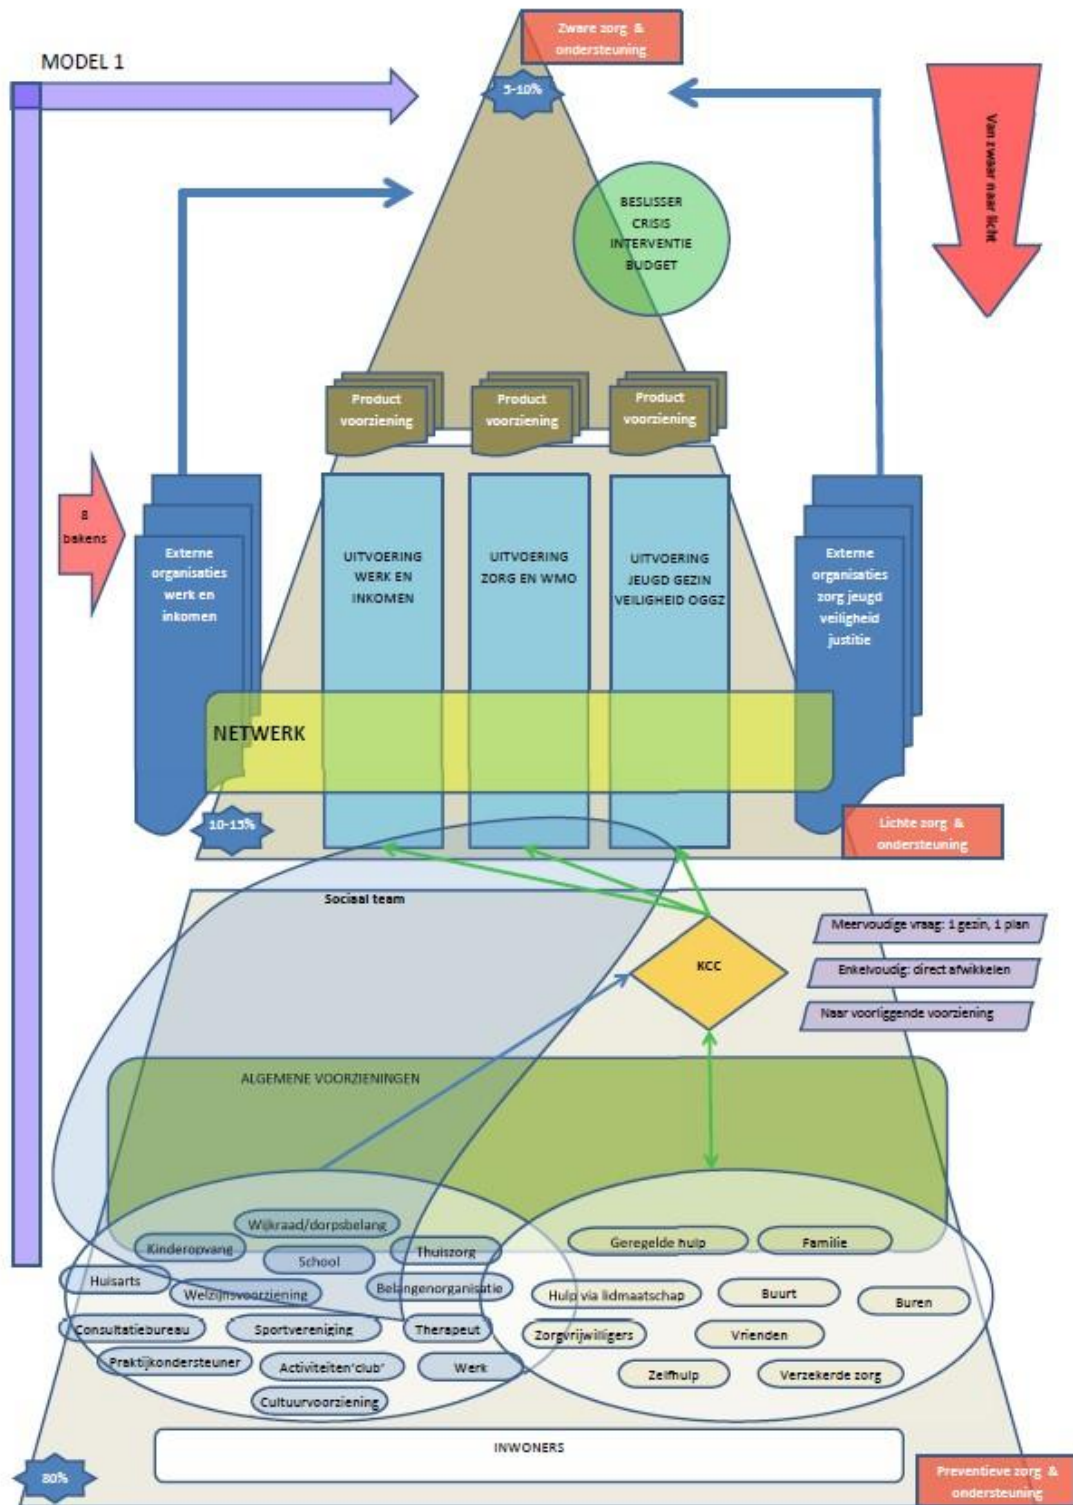 Zware zorg &
ondersteuning
MODEL 1
5-10%
Van zwaar naar licht
BESLISSER
CRISIS
INTERVENTIE
BUDGET
Product
voorziening
Product
voorziening
Product
voorziening
8
bakens
Externe
organisaties
werk en
inkomen
UITVOERING
WERK EN
INKOMEN
UITVOERING
ZORG EN WMO
UITVOERING
JEUGD GEZIN
VEILIGHEID OGGZ
Externe
organisaties
zorg jeugd
veiligheid
justitie
NETWERK
10-15%
Lichte zorg &
ondersteuning
Sociaal team
KCC
Meervoudige vraag: 1 gezin, 1 plan
Enkelvoudig: direct afwikkelen
Naar voorliggende voorziening
ALGEMENE VOORZIENINGEN
Wijkraad/dorpsbelang
Kinderopvang
School
Thuiszorg
Huisarts
Welzijnsvoorziening
Belangenorganisatie
Consultatiebureau
Sportvereniging
Therapeut
Praktijkondersteuner
Activiteiten'club'
Werk
Cultuurvoorziening
Geregelde hulp
Familie
Hulp via lidmaatschap
Buurt
Buren
Zorgvrijwilligers
Vrienden
Zelfhulp
Verzekerde zorg
INWONERS
80%
Preventieve zorg &
ondersteuning